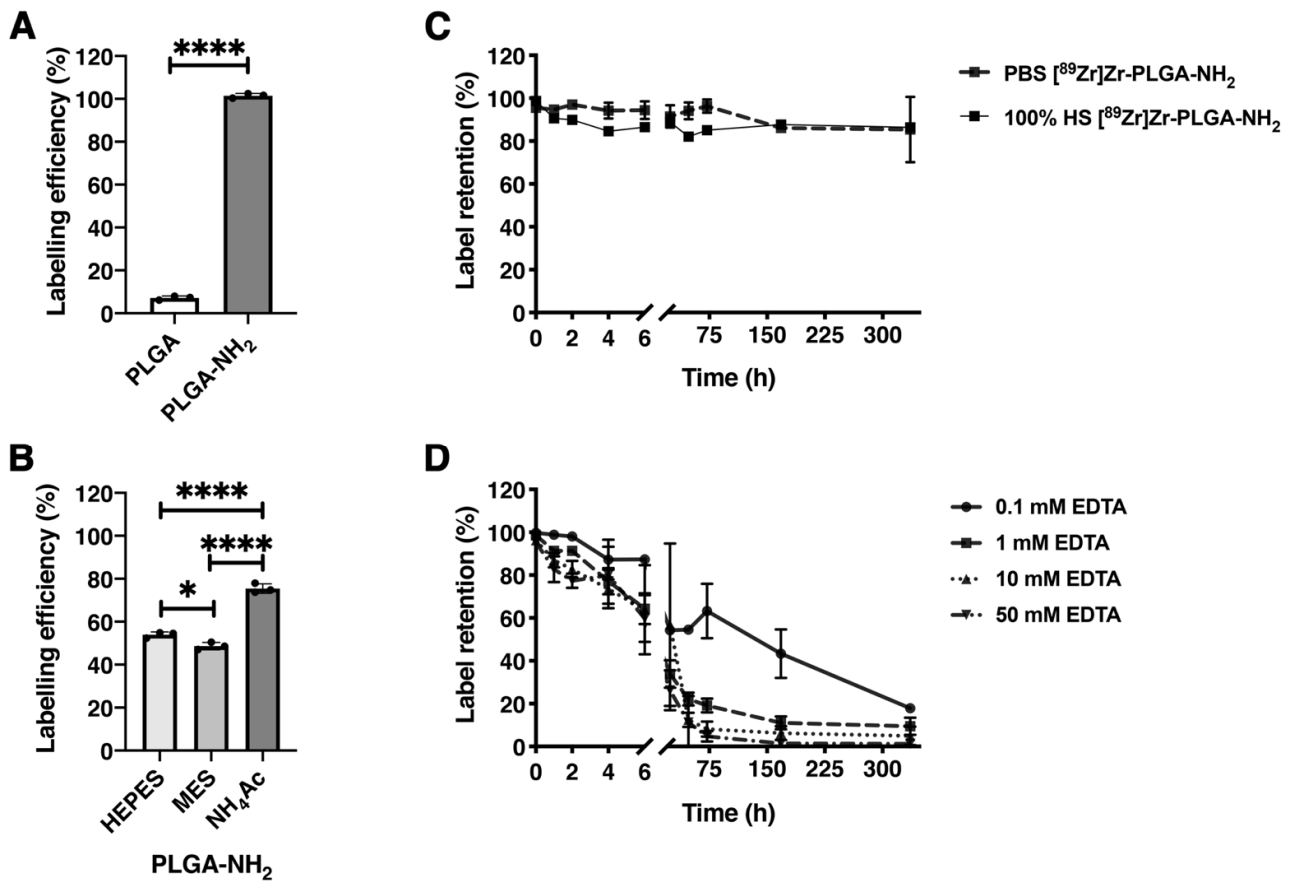 A
Labelling efficiency (%)
120
100
80
60
40
20
0
****
PLGA
PLGA-NH₂
C
Label retention (%)
120
100
80
60
40
20
0
0 2 4 6 75 150 225 300
Time (h)
PBS [⁸⁹Zr]Zr-PLGA-NH₂
100% HS [⁸⁹Zr]Zr-PLGA-NH₂
B
Labelling efficiency (%)
120
100
80
60
40
20
0
****
****
*
HEPES
MES
NH₄Ac
PLGA-NH₂
D
Label retention (%)
120
100
80
60
40
20
0
0 2 4 6 75 150 225 300
Time (h)
0.1 mM EDTA
1 mM EDTA
10 mM EDTA
50 mM EDTA